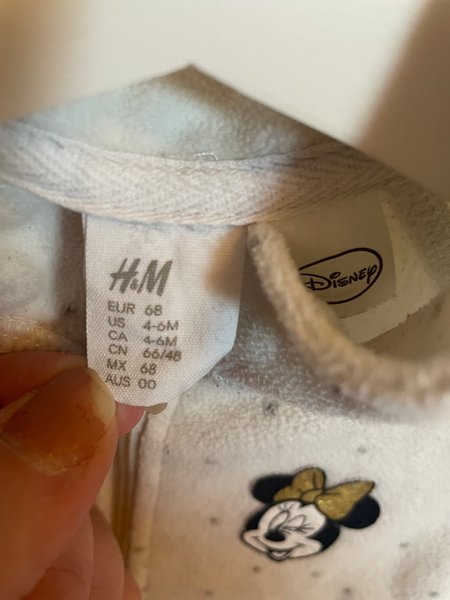 H&M
EUR 68
US 4-6M
CA 4-6M
CN 66/48
MX 68
AUS 00
DISNEY